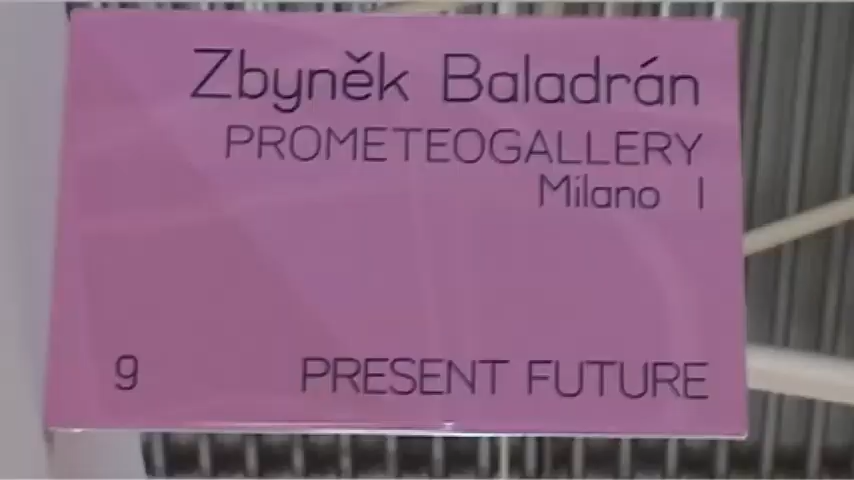 Zbyněk Baladrán
PROMETEOGALLERY
Milano I
9 PRESENT FUTURE